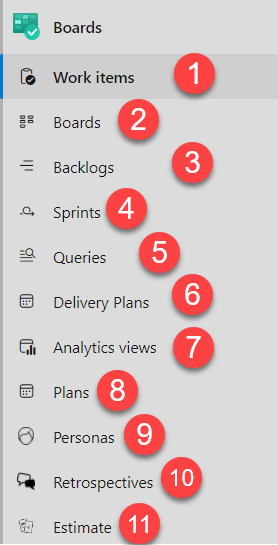 Boards
Work items 1
Boards 2
Backlogs 3
Sprints 4
Queries 5
Delivery Plans 6
Analytics views 7
Plans 8
Personas 9
Retrospectives 10
Estimate 11